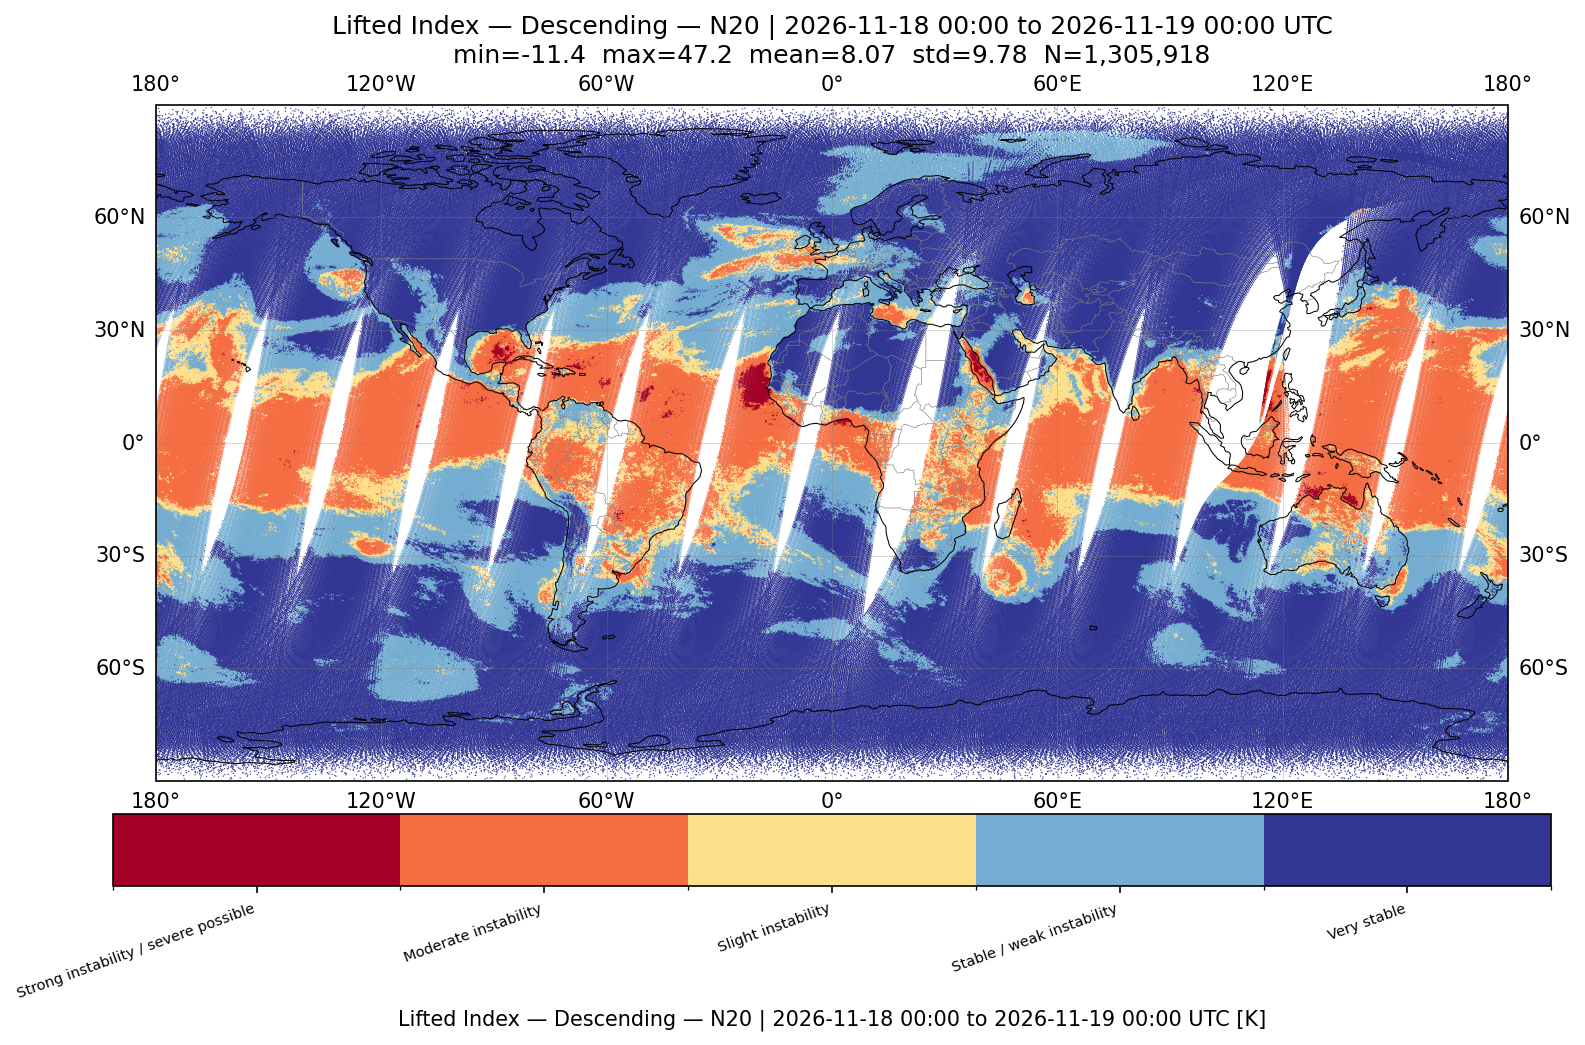 Lifted Index — Descending — N20 | 2026-11-18 00:00 to 2026-11-19 00:00 UTC
min=-11.4  max=47.2  mean=8.07  std=9.78  N=1,305,918
180° 120°W 60°W 0° 60°E 120°E 180°
60°N 60°N
30°N 30°N
0° 0°
30°S 30°S
60°S 60°S
180° 120°W 60°W 0° 60°E 120°E 180°
Strong instability / severe possible
Moderate instability
Slight instability
Stable / weak instability
Very stable
Lifted Index — Descending — N20 | 2026-11-18 00:00 to 2026-11-19 00:00 UTC [K]